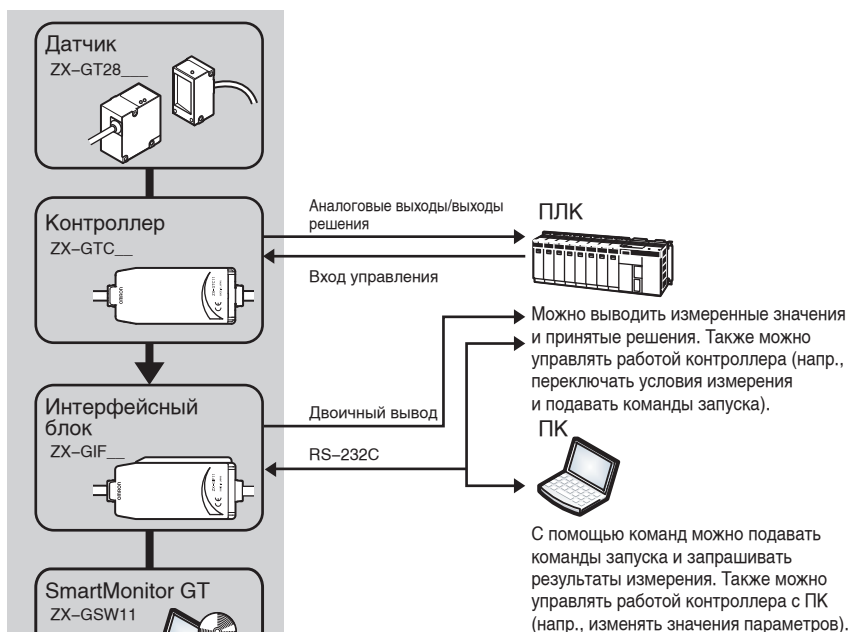 Датчик
ZX–GT28___
Контроллер
ZX–GTC__
Аналоговые выходы/выходы
решения
Вход управления
ПЛК
Можно выводить измеренные значения
и принятые решения. Также можно
управлять работой контроллера (напр.,
переключать условия измерения
и подавать команды запуска).
Интерфейсный
блок
ZX–GIF__
Двоичный вывод
RS–232C
ПК
С помощью команд можно подавать
команды запуска и запрашивать
результаты измерения. Также можно
управлять работой контроллера с ПК
(напр., изменять значения параметров).
SmartMonitor GT
ZX–GSW11